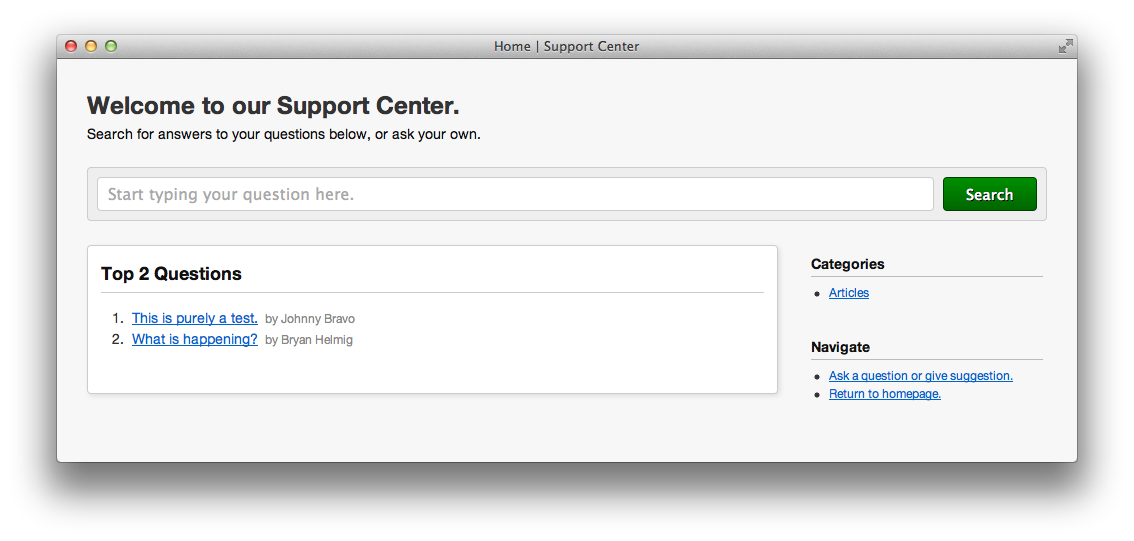 Home | Support Center
Welcome to our Support Center.
Search for answers to your questions below, or ask your own.
Start typing your question here.
Search
Top 2 Questions
1. This is purely a test. by Johnny Bravo
2. What is happening? by Bryan Helmig
Categories
Articles
Navigate
Ask a question or give suggestion.
Return to homepage.